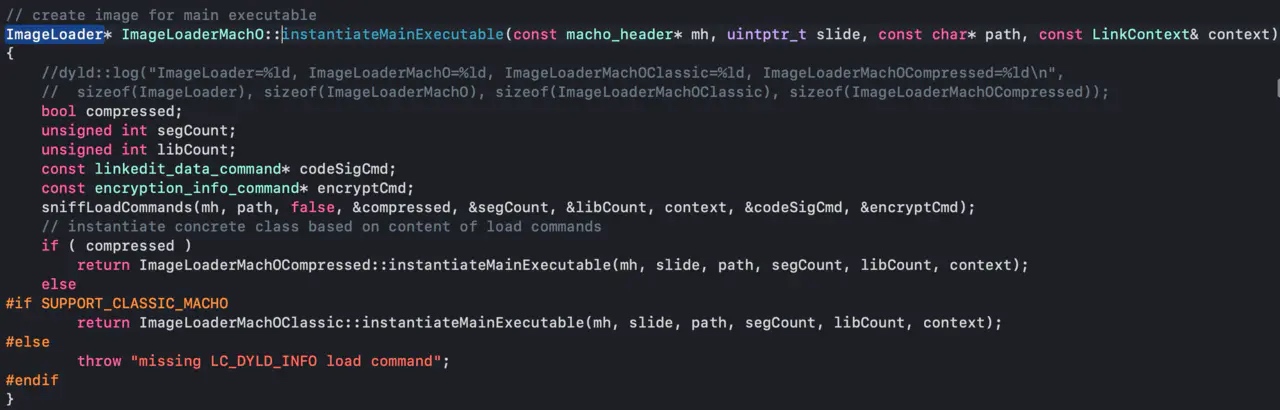 // create image for main executable
ImageLoader* ImageLoaderMachO::instantiateMainExecutable(const macho_header* mh, uintptr_t slide, const char* path, const LinkContext& context)
{
    //dyld::log("ImageLoader=%ld, ImageLoaderMachO=%ld, ImageLoaderMachOClassic=%ld, ImageLoaderMachOCompressed=%ld\n",
    //  sizeof(ImageLoader), sizeof(ImageLoaderMachO), sizeof(ImageLoaderMachOClassic), sizeof(ImageLoaderMachOCompressed));
    bool compressed;
    unsigned int segCount;
    unsigned int libCount;
    const linkedit_data_command* codeSigCmd;
    const encryption_info_command* encryptCmd;
    sniffLoadCommands(mh, path, false, &compressed, &segCount, &libCount, context, &codeSigCmd, &encryptCmd);
    // instantiate concrete class based on content of load commands
    if ( compressed )
        return ImageLoaderMachOCompressed::instantiateMainExecutable(mh, slide, path, segCount, libCount, context);
    else
#if SUPPORT_CLASSIC_MACHO
        return ImageLoaderMachOClassic::instantiateMainExecutable(mh, slide, path, segCount, libCount, context);
#else
        throw "missing LC_DYLD_INFO load command";
#endif
}